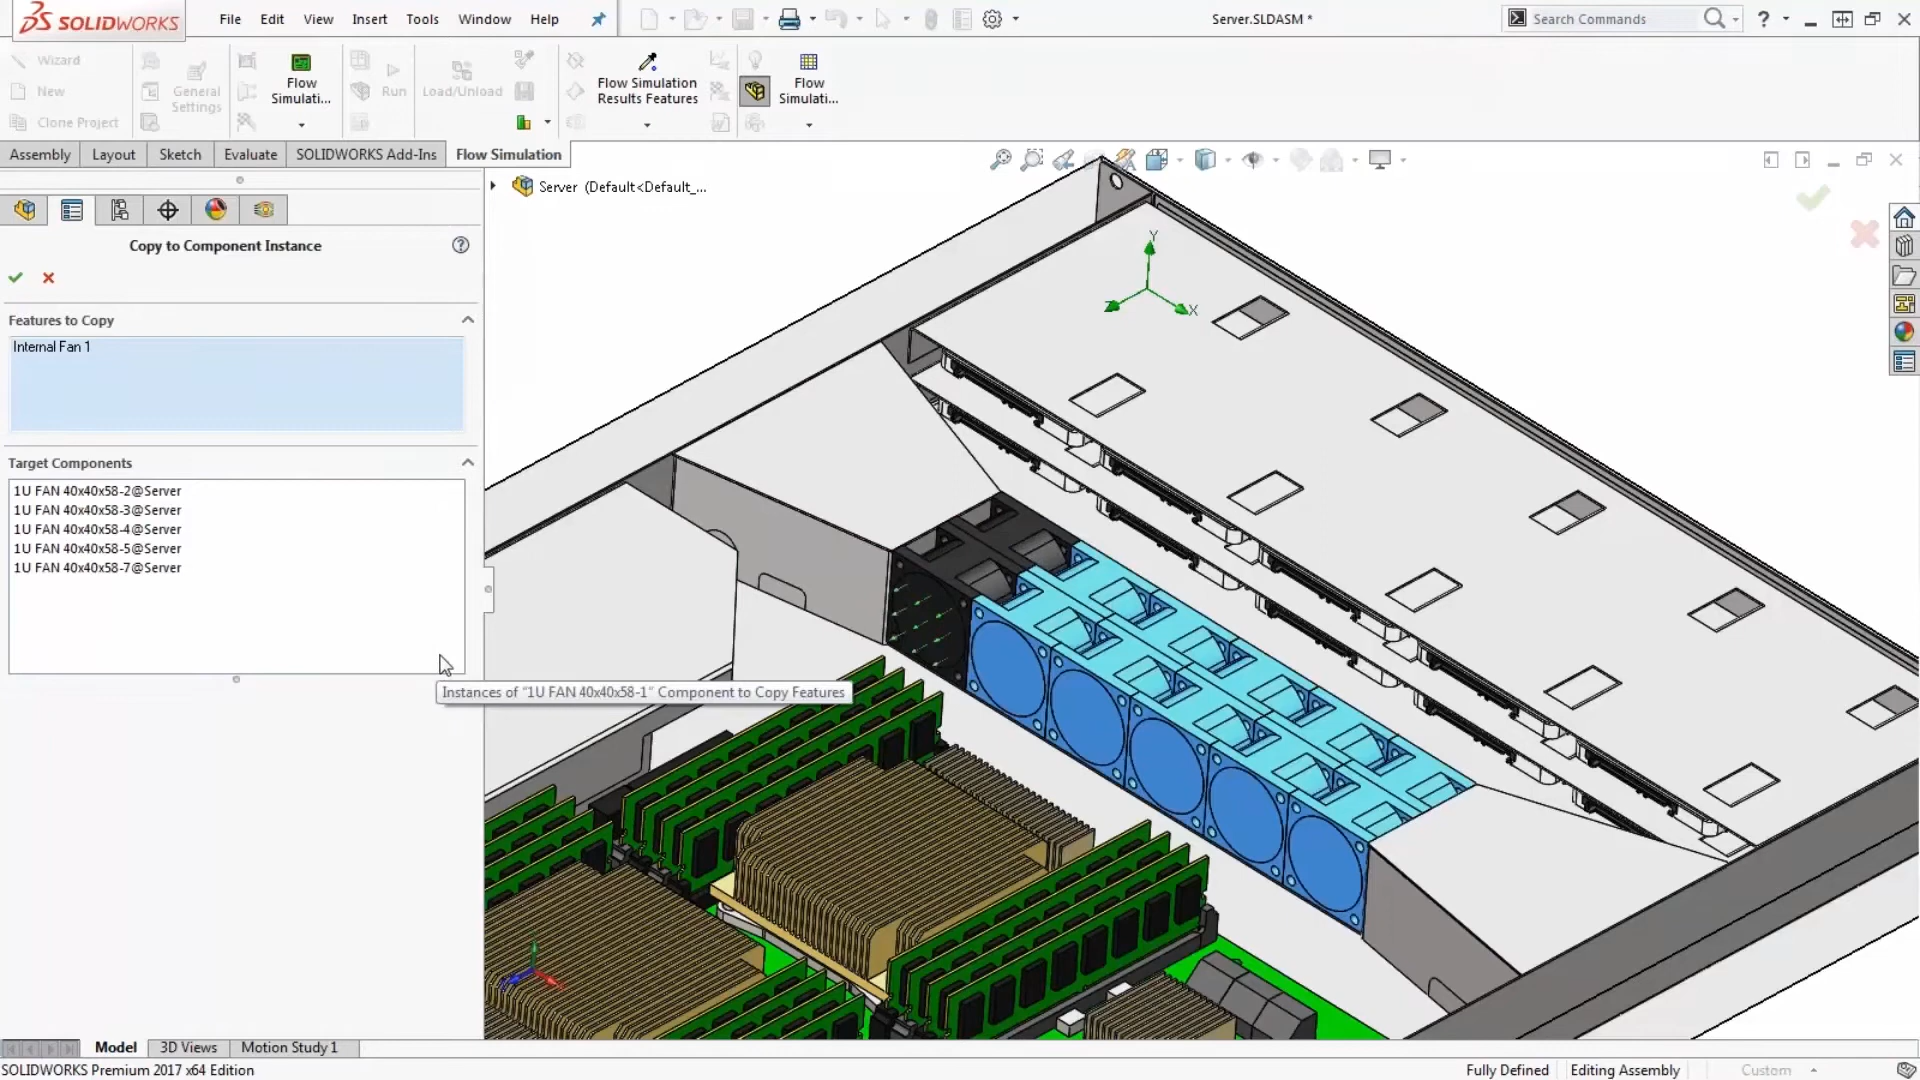 SOLIDWORKS
File Edit View Insert Tools Window Help
Server.SLDASM *
Search Commands
?
Wizard
New
Clone Project
General Settings
Flow Simulati...
Run
Load/Unload
Flow Simulation Results Features
Flow Simulati...
Assembly Layout Sketch Evaluate SOLIDWORKS Add-Ins Flow Simulation
Server (Default<Default_...
Copy to Component Instance
?
Features to Copy
Internal Fan 1
Target Components
1U FAN 40x40x58-2@Server
1U FAN 40x40x58-3@Server
1U FAN 40x40x58-4@Server
1U FAN 40x40x58-5@Server
1U FAN 40x40x58-7@Server
Instances of "1U FAN 40x40x58-1" Component to Copy Features
Y
X
Model 3D Views Motion Study 1
SOLIDWORKS Premium 2017 x64 Edition
Fully Defined
Editing Assembly
Custom